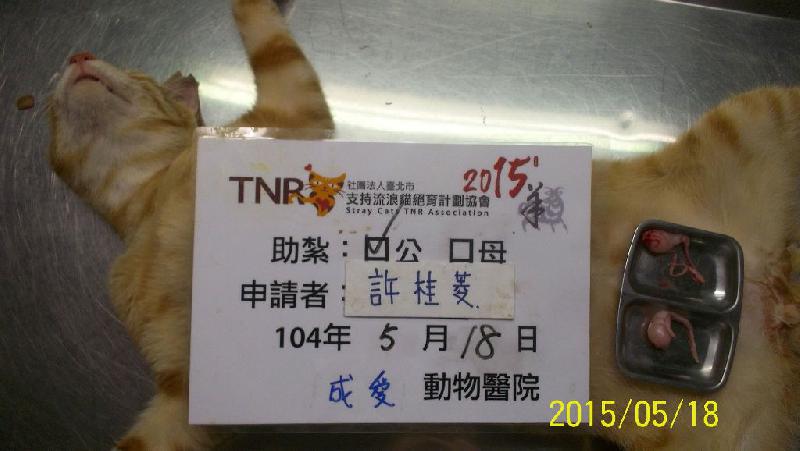 TNR 社團法人臺北市
支持流浪貓絕育計劃協會
Stray Cats TNR Association
2015 羊
助紮：☑公 口母
申請者：許桂菱
104年 5 月 18 日
成愛 動物醫院
2015/05/18